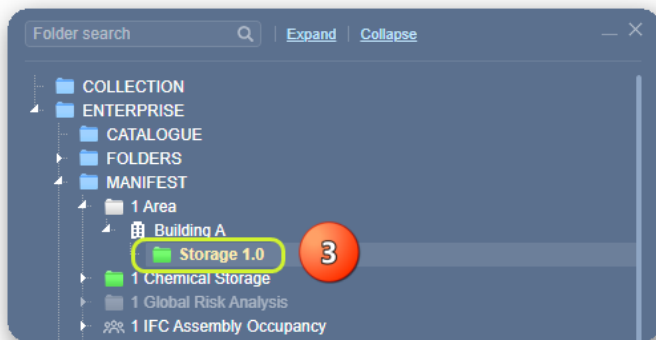 Folder search Expand Collapse
COLLECTION
ENTERPRISE
CATALOGUE
FOLDERS
MANIFEST
1 Area
Building A
Storage 1.0 3
1 Chemical Storage
1 Global Risk Analysis
1 IFC Assembly Occupancy